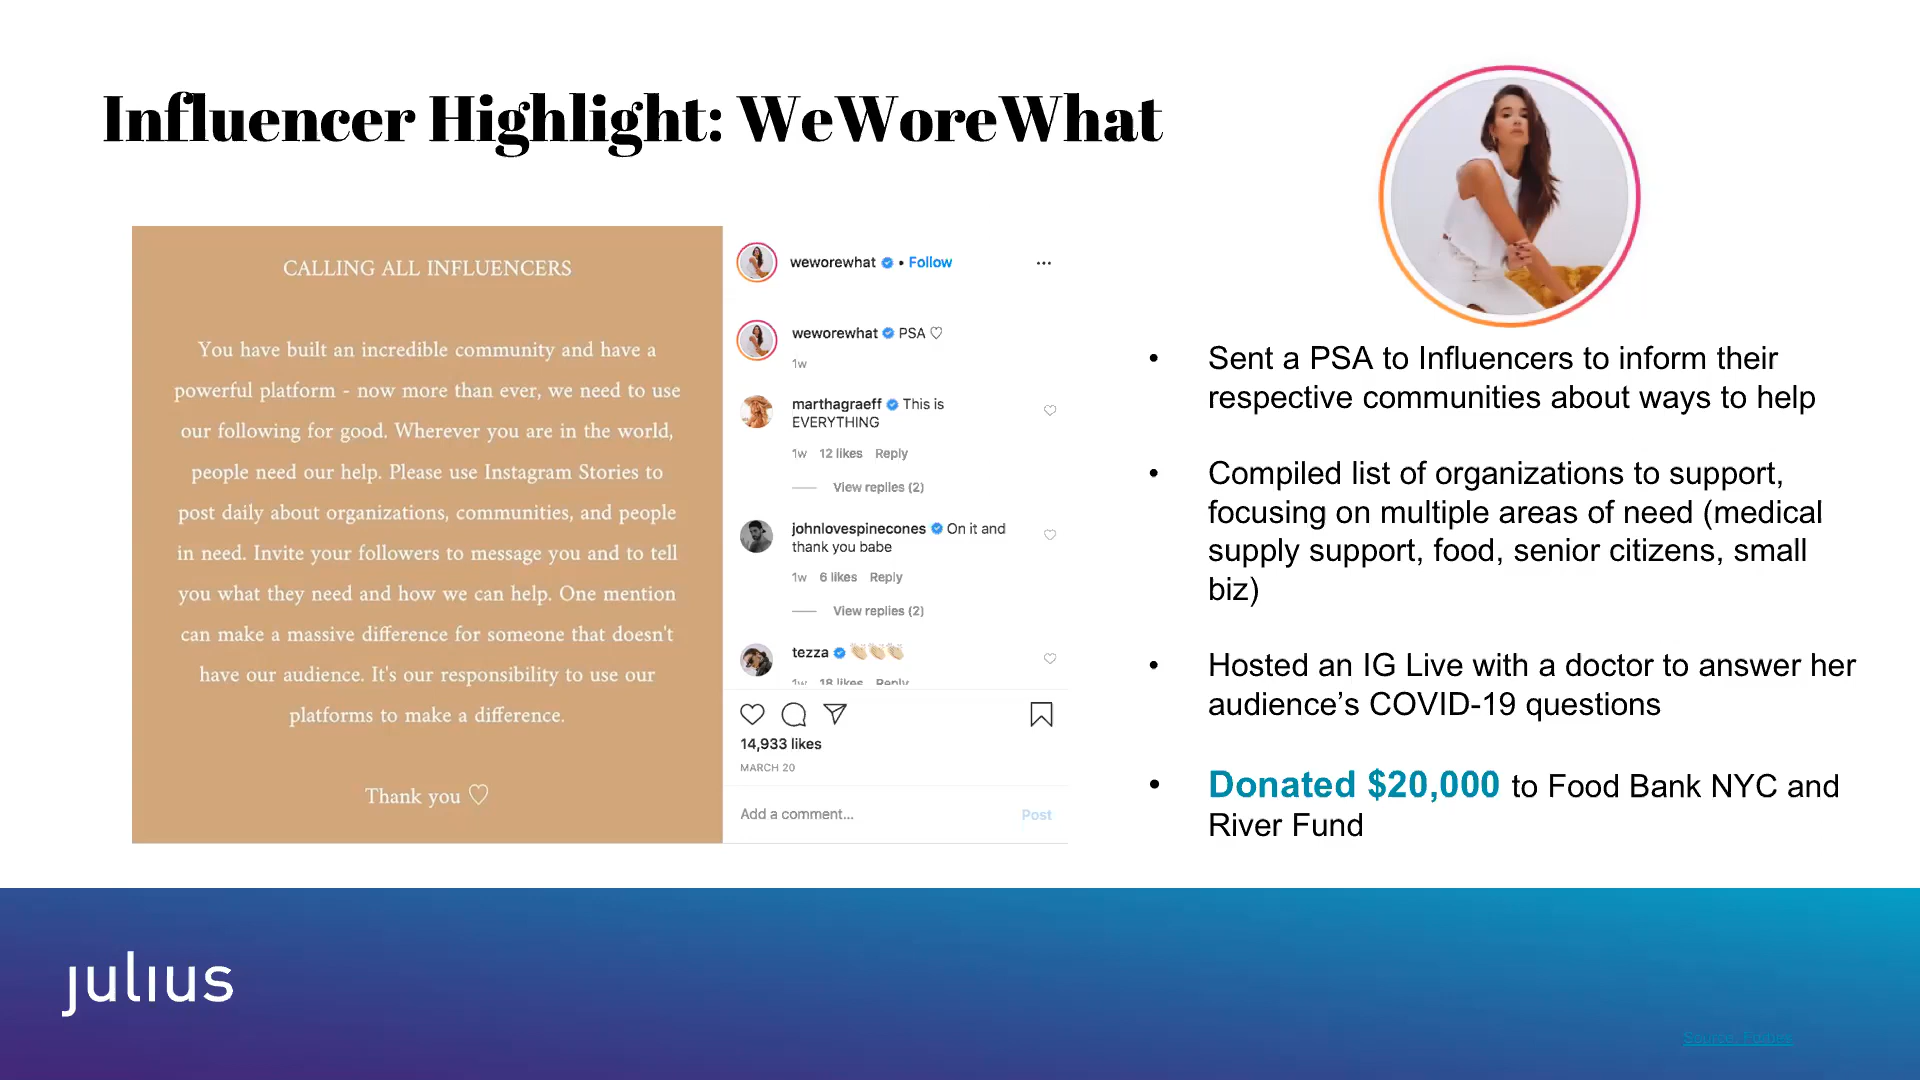 Influencer Highlight: WeWoreWhat
CALLING ALL INFLUENCERS
You have built an incredible community and have a
powerful platform - now more than ever, we need to use
our following for good. Wherever you are in the world,
people need our help. Please use Instagram Stories to
post daily about organizations, communities, and people
in need. Invite your followers to message you and to tell
you what they need and how we can help. One mention
can make a massive difference for someone that doesn't
have our audience. It's our responsibility to use our
platforms to make a difference.
Thank you ♡
weworewhat • Follow
weworewhat PSA ♡
1w
marthagraeff This is
EVERYTHING
1w 12 likes Reply
View replies (2)
johnlovespinecones On it and
thank you babe
1w 6 likes Reply
View replies (2)
tezza 👏🏼👏🏼👏🏼
1w 18 likes Reply
14,933 likes
MARCH 20
Add a comment... Post
• Sent a PSA to Influencers to inform their
respective communities about ways to help
• Compiled list of organizations to support,
focusing on multiple areas of need (medical
supply support, food, senior citizens, small
biz)
• Hosted an IG Live with a doctor to answer her
audience’s COVID-19 questions
• Donated $20,000 to Food Bank NYC and
River Fund
julius
Source: Forbes